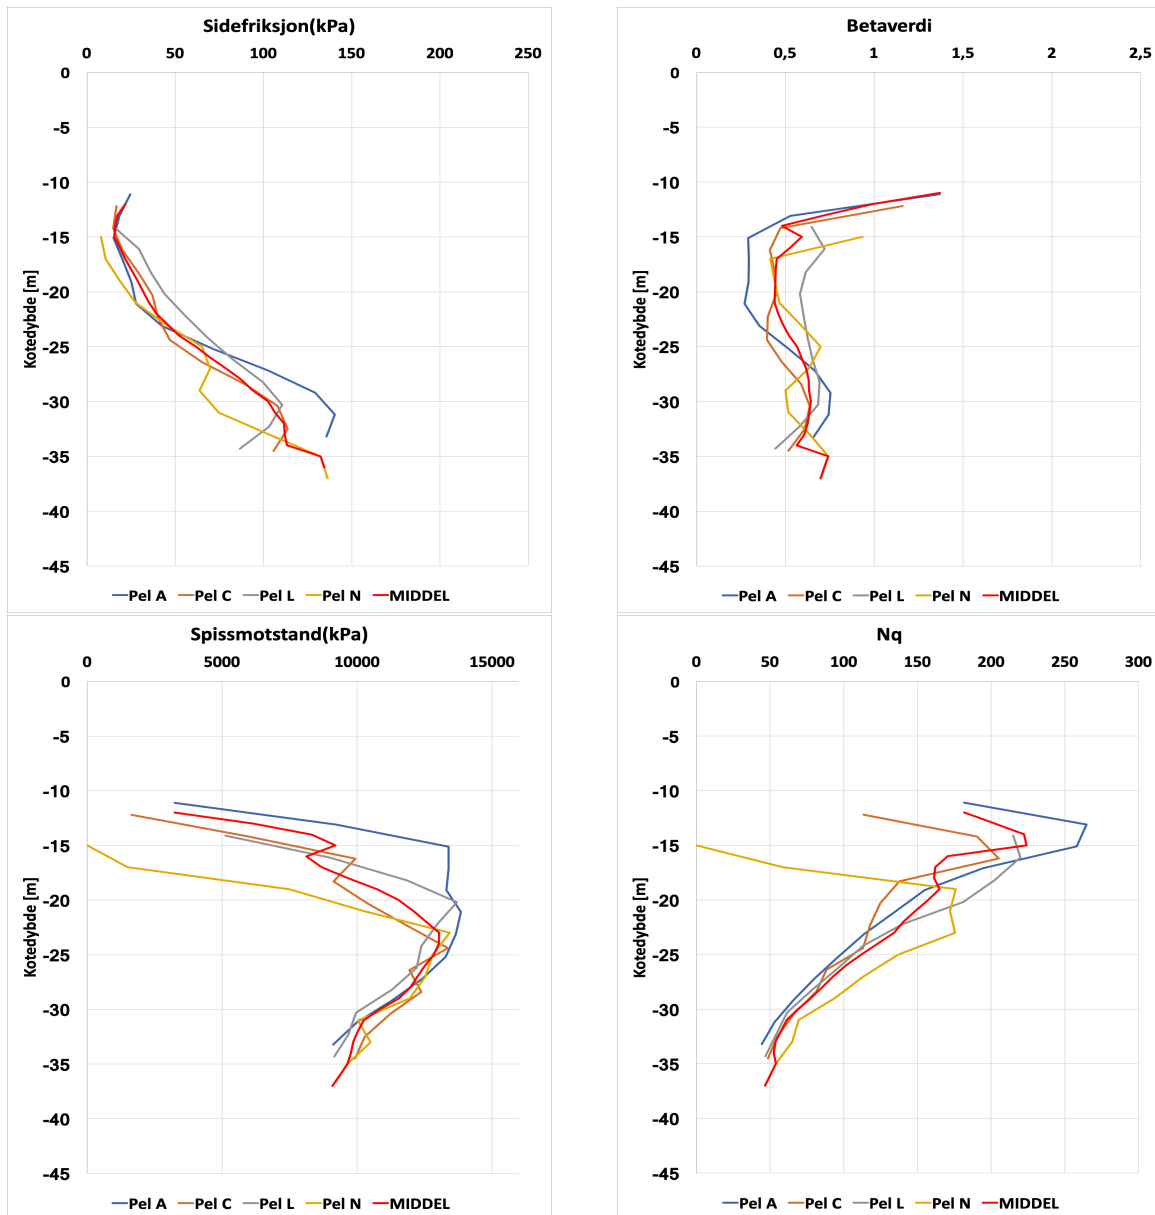 Sidefriksjon(kPa)
0 50 100 150 200 250
0
-5
-10
-15
-20
-25
-30
-35
-40
-45
Kotedybde [m]
Pel A Pel C Pel L Pel N MIDDEL
Betaverdi
0 0,5 1 1,5 2 2,5
0
-5
-10
-15
-20
-25
-30
-35
-40
-45
Kotedybde [m]
Pel A Pel C Pel L Pel N MIDDEL
Spissmotstand(kPa)
0 5000 10000 15000
0
-5
-10
-15
-20
-25
-30
-35
-40
-45
Kotedybde [m]
Pel A Pel C Pel L Pel N MIDDEL
Nq
0 50 100 150 200 250 300
0
-5
-10
-15
-20
-25
-30
-35
-40
-45
Kotedybde [m]
Pel A Pel C Pel L Pel N MIDDEL